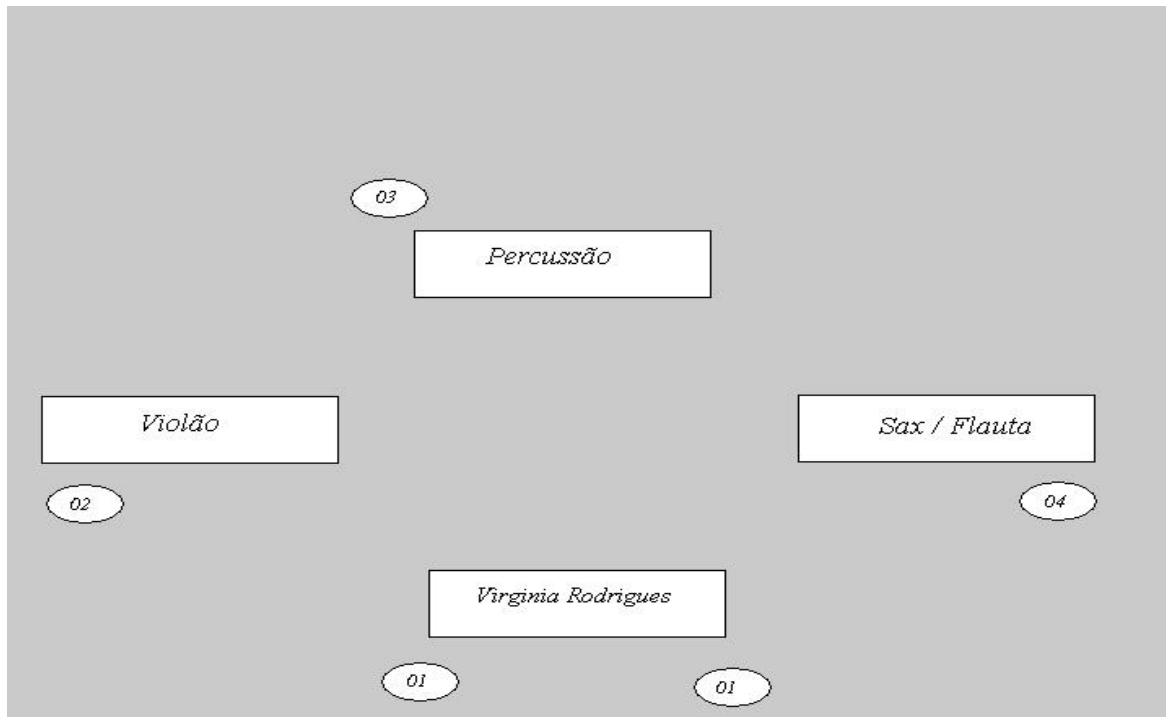 03
Percussão
Violão
Sax / Flauta
02
04
Virginia Rodrigues
01
01